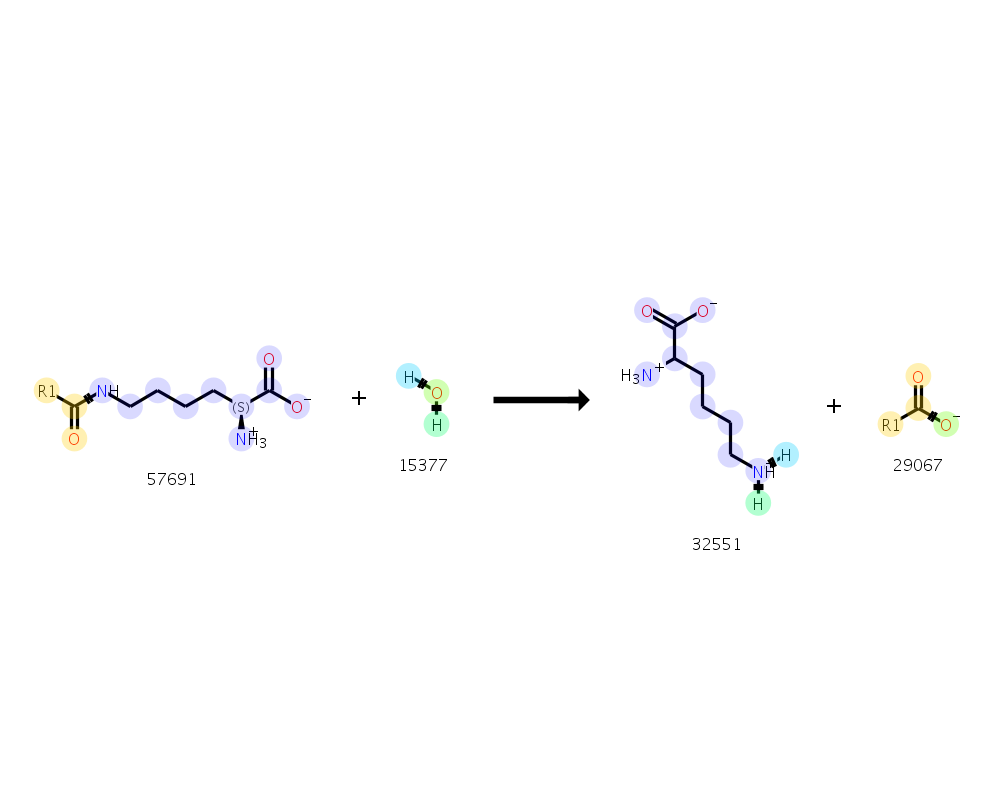 O
O
O⁻
H₃N⁺
O
R1
NH
(S)
O⁻
O
NH₃⁺
57691
+
H
O
H
15377
NH
H
H
32551
+
O
R1
O⁻
29067